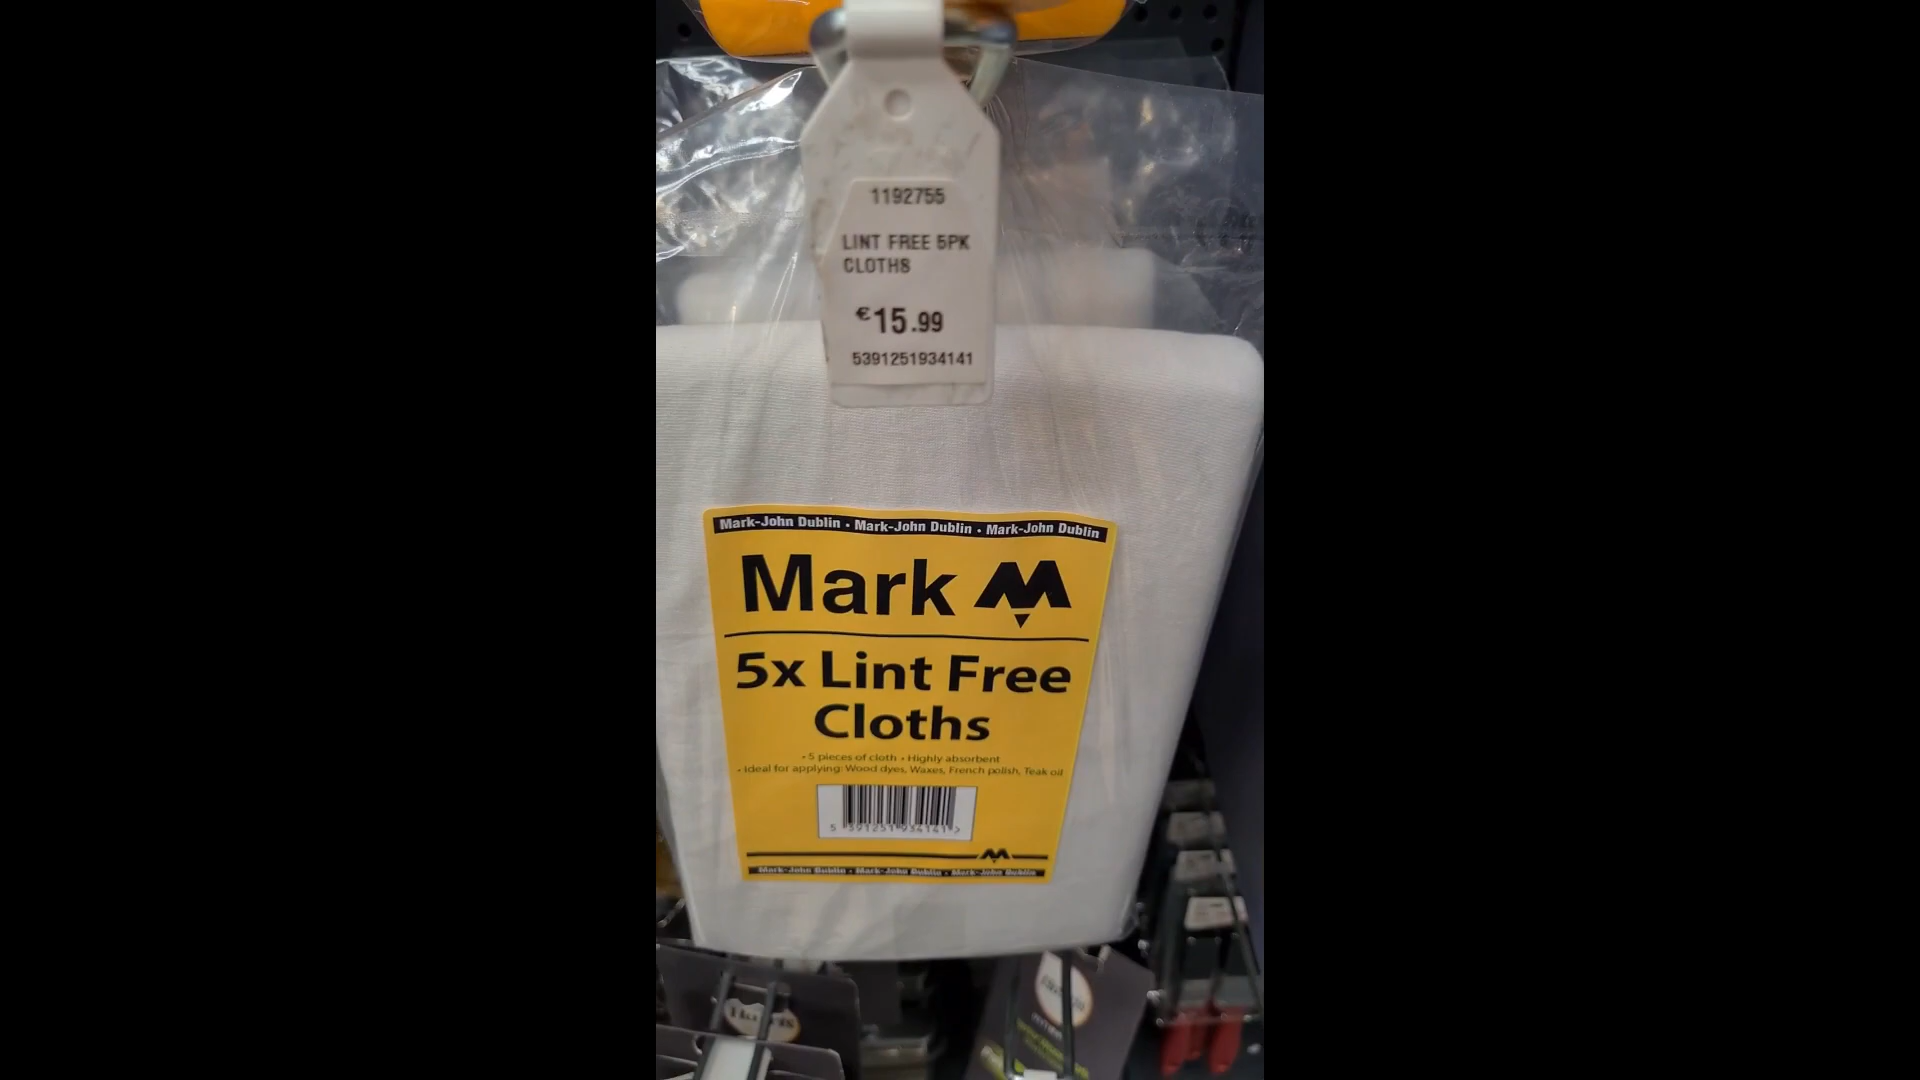 1192755
LINT FREE 5PK
CLOTHS
€15.99
5391251934141
Mark-John Dublin • Mark-John Dublin • Mark-John Dublin
Mark
5x Lint Free
Cloths
• 5 pieces of cloth • Highly absorbent
• Ideal for applying: Wood dyes, Waxes, French polish, Teak oil
5 391251 934141 >
Mark-John Dublin • Mark-John Dublin • Mark-John Dublin
Harris